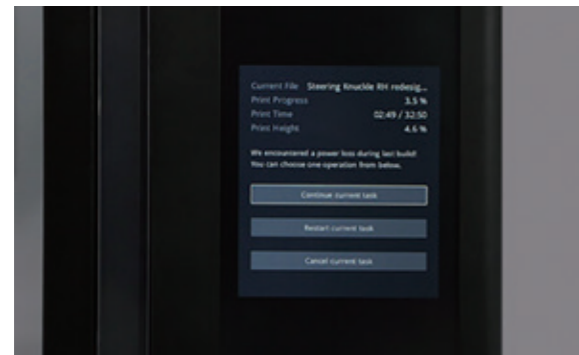 Current File Steering Knuckle RH redesig...
Print Progress 3.5 %
Print Time 02:49 / 32:50
Print Height 4.6 %
We encountered a power loss during last build!
You can choose one operation from below.
Continue current task
Restart current task
Cancel current task